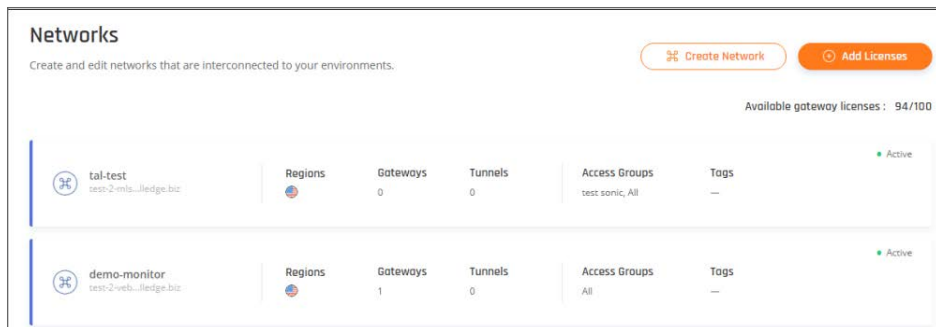 Networks
Create and edit networks that are interconnected to your environments.
Create Network
Add Licenses
Available gateway licenses : 94/100
Active
tal-test
test-2-mls...lledge.biz
Regions
Gateways
0
Tunnels
0
Access Groups
test sonic, All
Tags
—
Active
demo-monitor
test-2-veb...lledge.biz
Regions
Gateways
1
Tunnels
0
Access Groups
All
Tags
—